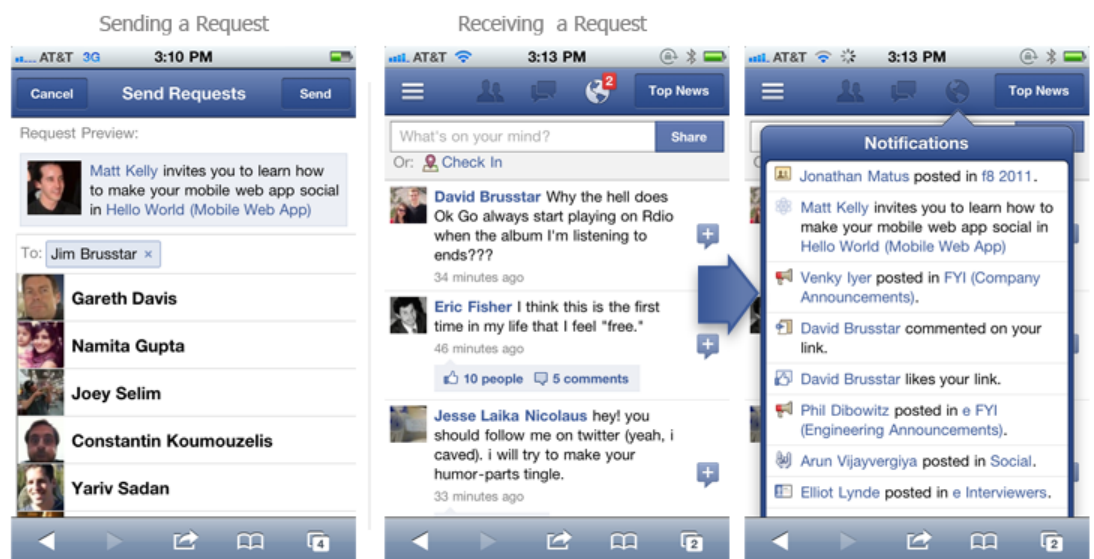 Sending a Request
Receiving a Request
AT&T 3G 3:10 PM
Cancel Send Requests Send
Request Preview:
Matt Kelly invites you to learn how
to make your mobile web app social
in Hello World (Mobile Web App)
To: Jim Brusstar ×
Gareth Davis
Namita Gupta
Joey Selim
Constantin Koumouzelis
Yariv Sadan
4
AT&T 3:13 PM
2
Top News
What's on your mind? Share
Or: Check In
David Brusstar Why the hell does
Ok Go always start playing on Rdio
when the album I'm listening to
ends???
34 minutes ago
Eric Fisher I think this is the first
time in my life that I feel "free."
46 minutes ago
10 people 5 comments
Jesse Laika Nicolaus hey! you
should follow me on twitter (yeah, i
caved). i will try to make your
humor-parts tingle.
33 minutes ago
2
AT&T 3:13 PM
Top News
Notifications
Jonathan Matus posted in f8 2011.
Matt Kelly invites you to learn how to
make your mobile web app social in
Hello World (Mobile Web App)
Venky Iyer posted in FYI (Company
Announcements).
David Brusstar commented on your
link.
David Brusstar likes your link.
Phil Dibowitz posted in e FYI
(Engineering Announcements).
Arun Vijayvergiya posted in Social.
Elliot Lynde posted in e Interviewers.
2